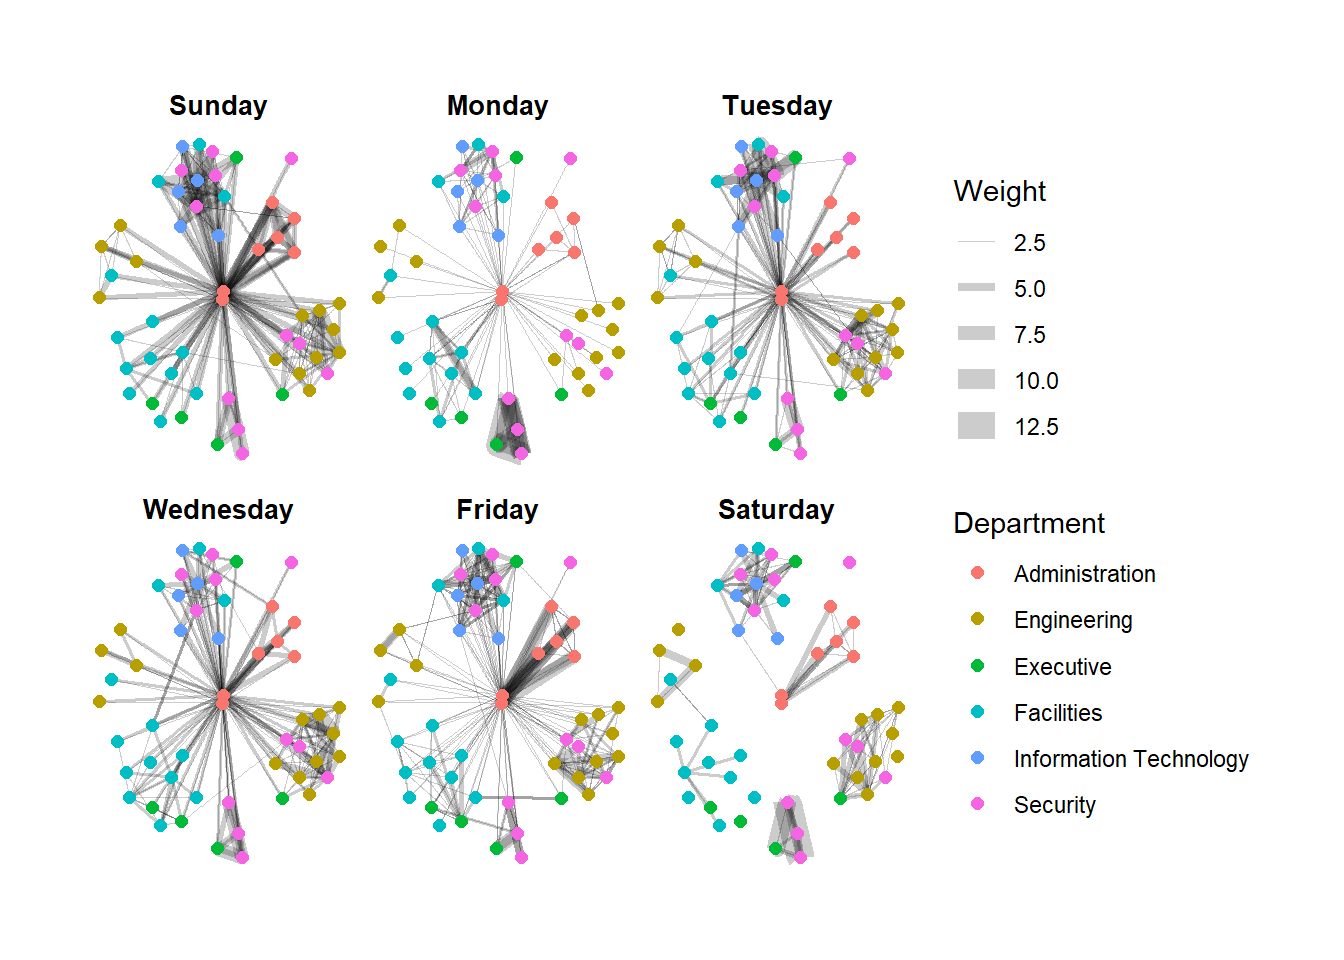 Sunday
Monday
Tuesday
Wednesday
Friday
Saturday
Weight
2.5
5.0
7.5
10.0
12.5
Department
Administration
Engineering
Executive
Facilities
Information Technology
Security